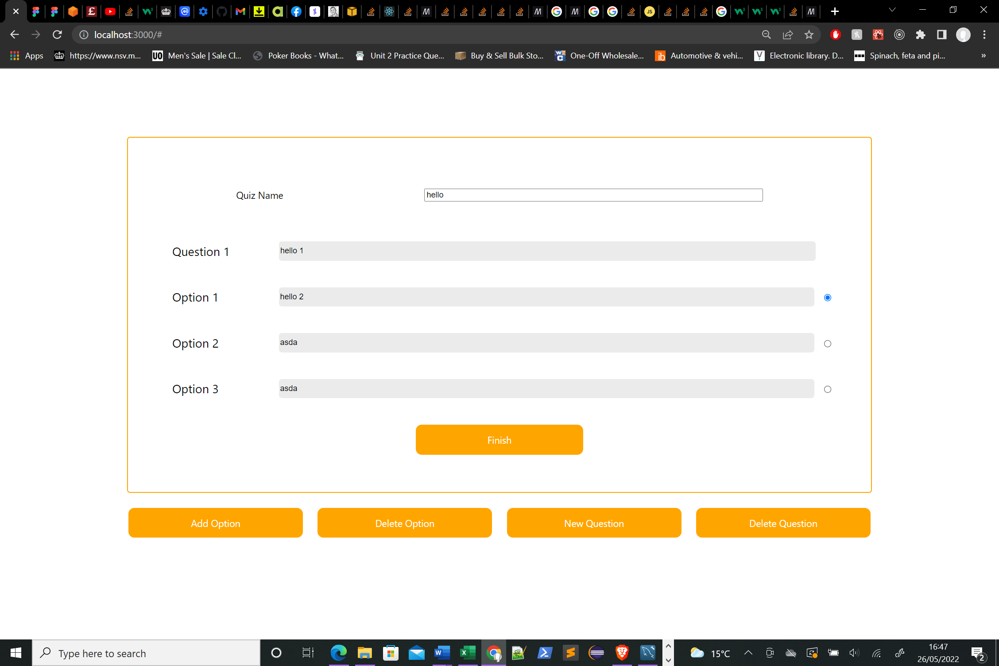 localhost:3000/#
Apps
https://www.nsv.m...
UO Men's Sale | Sale Cl...
Poker Books - What...
Unit 2 Practice Que...
Buy & Sell Bulk Sto...
One-Off Wholesale...
ib Automotive & vehi...
Electronic library. D...
Spinach, feta and pi...
»
Quiz Name
hello
Question 1
hello 1
Option 1
hello 2
Option 2
asda
Option 3
asda
Finish
Add Option
Delete Option
New Question
Delete Question
Type here to search
15°C
16:47
26/05/2022
2